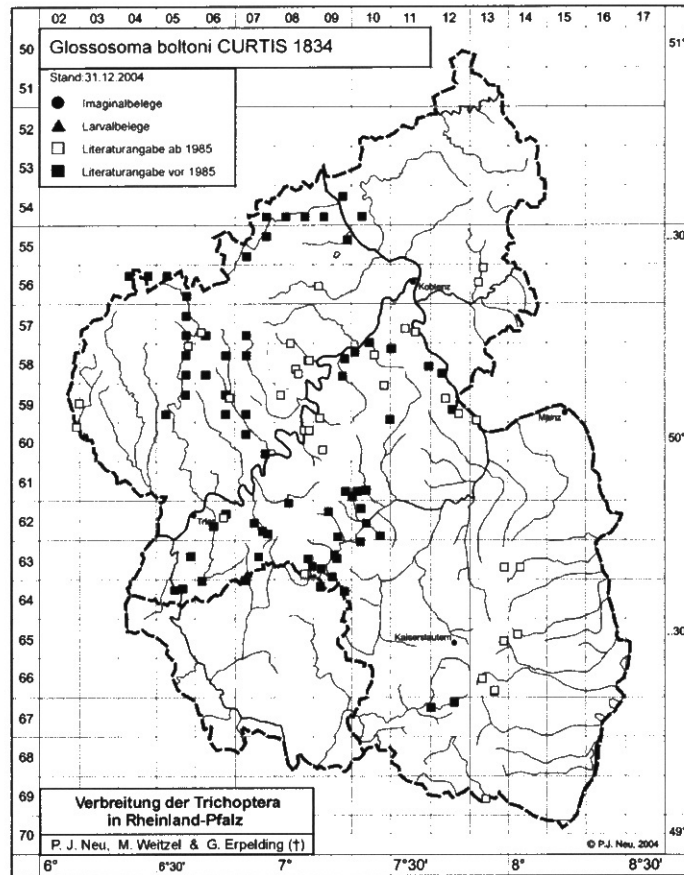 02 03 04 05 06 07 08 09 10 11 12 13 14 15 16 17
Glossosoma boltoni CURTIS 1834
Stand:31.12.2004
Imaginalbelege
Larvalbelege
Literaturangabe ab 1985
Literaturangabe vor 1985
50
51
52
53
54
55
56
57
58
59
60
61
62
63
64
65
66
67
68
69
70
51°
.30
50°
.30
49°
Koblenz
Mainz
Trier
Kaiserslautern
Verbreitung der Trichoptera
in Rheinland-Pfalz
P. J. Neu, M. Weitzel & G. Erpelding (†)
© P.J. Neu, 2004
6° 6°30 7° 7°30 8° 8°30